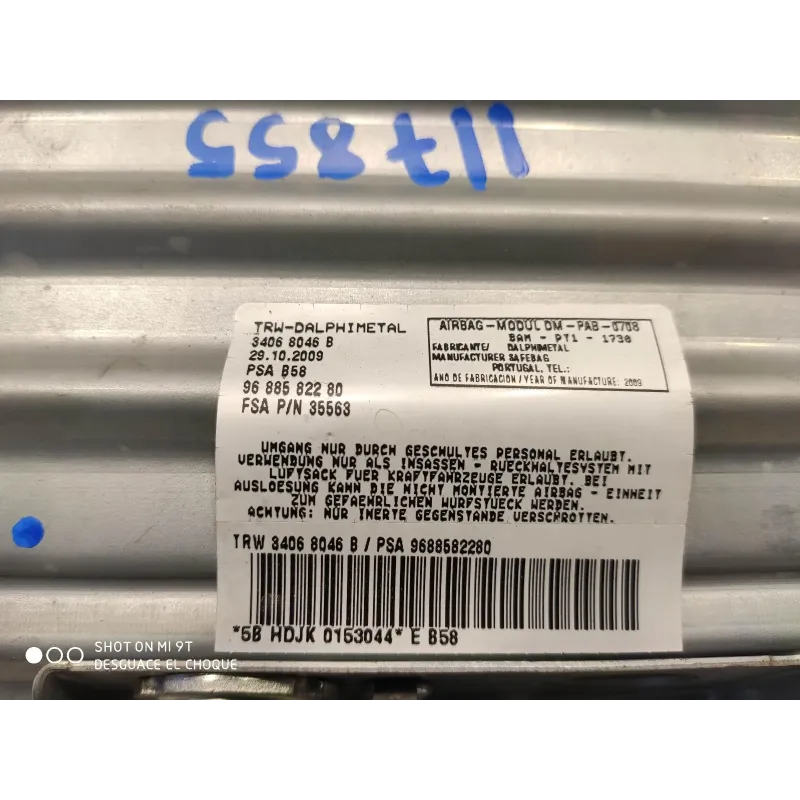 117855
TRW-DALPHIMETAL
3406 8046 B
29.10.2009
PSA B58
96 885 822 80
FSA P/N 35563
AIRBAG-MODUL DM-PAB-0708
BAM - PT1 - 1738
FABRICANTE/ DALPHIMETAL
MANUFACTURER SAFEBAG
PORTUGAL, TEL.:
ANO DE FABRICACION/YEAR OF MANUFACTURE: 2009
UMGANG NUR DURCH GESCHULTES PERSONAL ERLAUBT.
VERWENDUNG NUR ALS INSASSEN - RUECKHALTESYSTEM MIT
LUFTSACK FUER KRAFTFAHRZEUGE ERLAUBT. BEI
AUSLOESUNG KANN DIE NICHT MONTIERTE AIRBAG - EINHEIT
ZUM GEFAEHRLICHEN WURFSTUECK WERDEN.
ACHTUNG: NUR INERTE GEGENSTANDE VERSCHROTTEN.
TRW 3406 8046 B / PSA 9688582280
*5B WDJK 0153044* E B58
SHOT ON MI 9T
DESGUACE EL CHOQUE